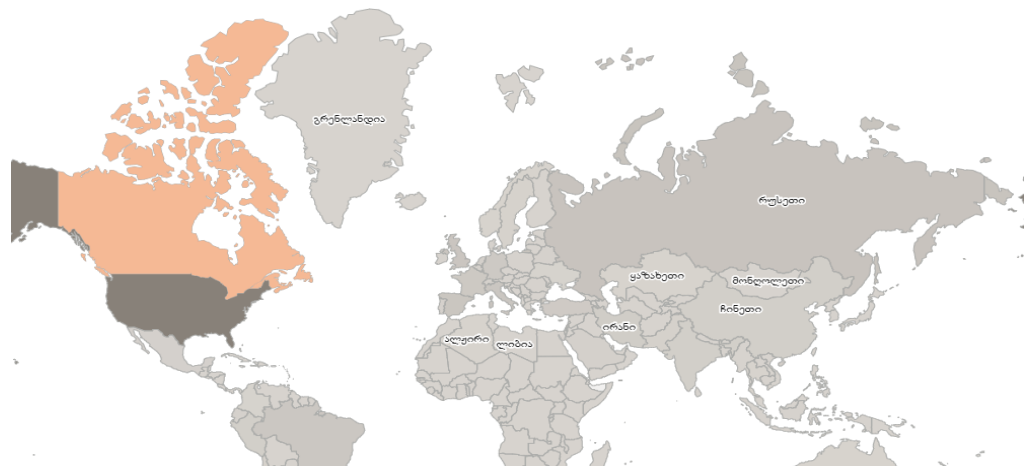 გრენლანდია
რუსეთი
ყაზახეთი
მონღოლეთი
ჩინეთი
ირანი
ალჟირი
ლიბია